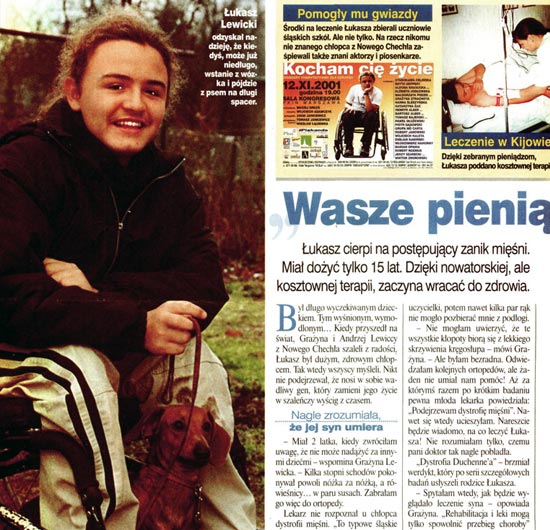 Łukasz
Lewicki
odzyskał na-
dzieję, że kie-
dyś, może już
niedługo,
wstanie z wóz-
ka i pójdzie
z psem na długi
spacer.
Pomogły mu gwiazdy
Środki na leczenie Łukasza zbierali uczniowie
śląskich szkół. Ale nie tylko. Na rzecz nikomu
nie znanego chłopca z Nowego Chechła za-
śpiewali także znani aktorzy i piosenkarze.
Kocham cię życie
12.XI.2001
godzina 19.00
SALA KONGRESOWA
Leczenie w Kijowie
Dzięki zebranym pieniądzom,
Łukasza poddano kosztownej terapii
„Wasze pienią
Łukasz cierpi na postępujący zanik mięśni.
Miał dożyć tylko 15 lat. Dzięki nowatorskiej, ale
kosztownej terapii, zaczyna wracać do zdrowia.
Był długo wyczekiwanym dziec-
kiem. Tym wyśnionym, wymo-
dlonym… Kiedy przyszedł na
świat, Grażyna i Andrzej Lewiccy
z Nowego Chechła szaleli z radości,
Łukasz był dużym, zdrowym chłop-
cem. Tak wtedy wszyscy myśleli. Nikt
nie podejrzewał, że nosi w sobie wa-
dliwy gen, który zamieni jego życie
w szaleńczy wyścig z czasem.
Nagle zrozumiała,
że jej syn umiera
– Miał 2 latka, kiedy zwróciłam
uwagę, że nie może nadążyć za inny-
mi dziećmi – wspomina Grażyna Le-
wicka. – Kilka stopni schodów poko-
nywał powoli nóżka za nóżką, a ró-
wieśnicy… w paru susach. Zabrałam
go więc do ortopedy.
Lekarz nie rozpoznał u chłopca
dystrofii mięśni. "To typowe śląskie
uczycielki, potem nawet kilka par rąk
nie mogło pozbierać mnie z podłogi.
– Nie mogłam uwierzyć, że te
wszystkie kłopoty biorą się z lekkiego
skrzywienia kręgosłupa – mówi Gra-
żyna. – Ale byłam bezradna. Odwie-
dzałam kolejnych ortopedów, ale ża-
den nie umiał nam pomóc! Aż za
którymś razem po krótkim badaniu
pewna młoda lekarka powiedziała:
"Podejrzewam dystrofię mięśni". Na-
wet się wtedy ucieszyłam. Nareszcie
będzie wiadomo, na co leczyć Łuka-
sza! Nie rozumiałam tylko, czemu
pani doktor tak nagle pobladła.
„Dystrofia Duchenne'a" – brzmiał
werdykt, który po serii szczegółowych
badań usłyszeli rodzice Łukasza.
– Spytałam wtedy, jak będzie wy-
glądało leczenie syna – opowiada
Grażyna. „Rehabilitacja i leki mogą
tylko spowolnić przebieg choroby"